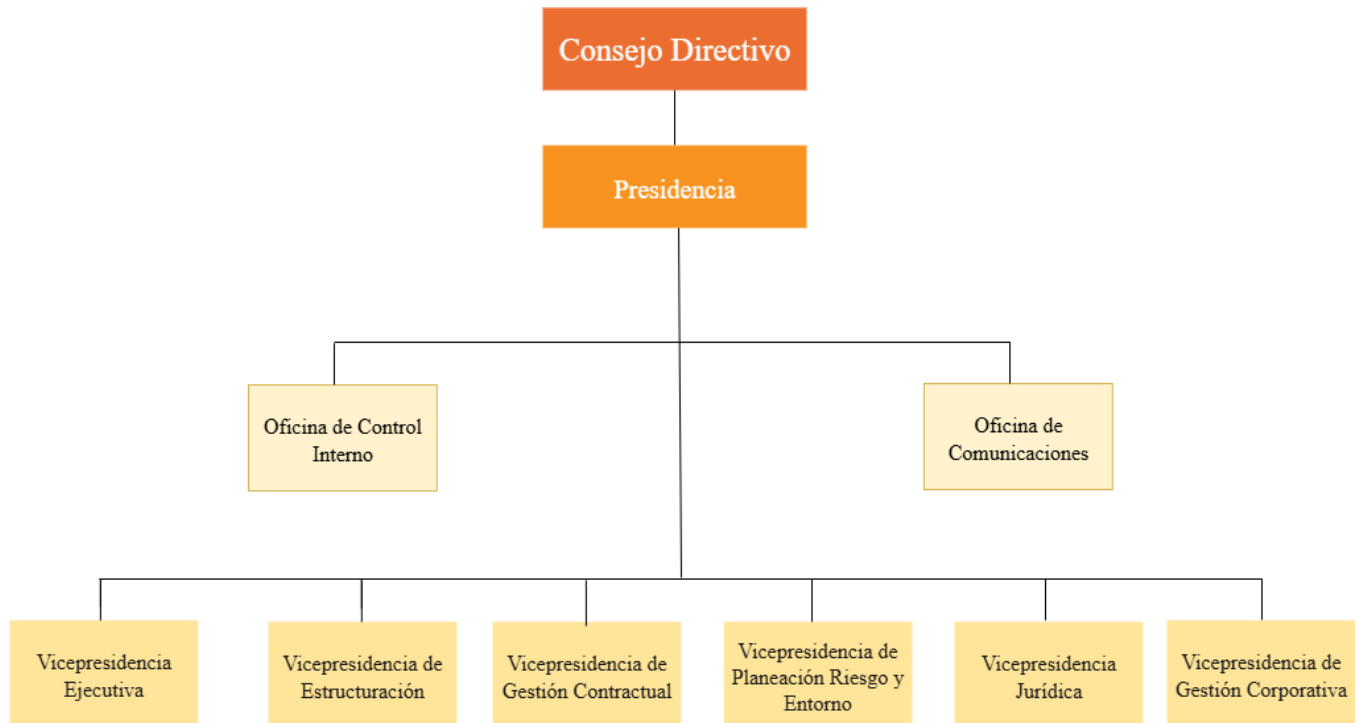 Consejo Directivo
Presidencia
Oficina de Control
Interno
Oficina de
Comunicaciones
Vicepresidencia
Ejecutiva
Vicepresidencia de
Estructuración
Vicepresidencia de
Gestión Contractual
Vicepresidencia de
Planeación Riesgo y
Entorno
Vicepresidencia
Jurídica
Vicepresidencia de
Gestión Corporativa